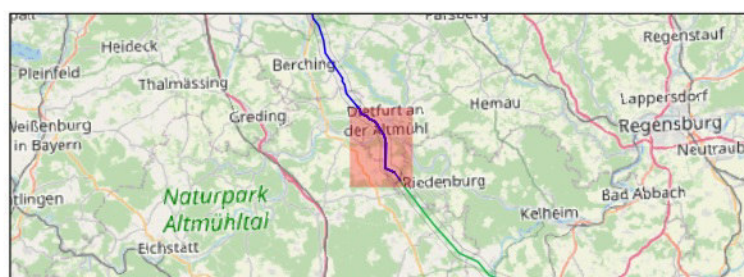 Parsberg
Heideck
Regenstauf
Berching
Pleinfeld
Thalmässing
Lappersdorf
Dietfurt an
der Altmühl
Hemau
Greding
Weißenburg
in Bayern
Regensburg
Neutraub
Riedenburg
Naturpark
Altmühltal
Bad Abbach
Kelheim
Eichstätt